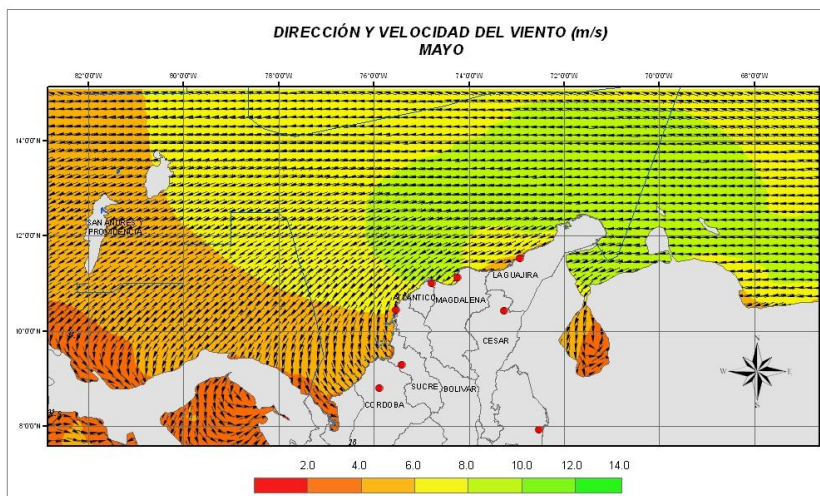 DIRECCIÓN Y VELOCIDAD DEL VIENTO (m/s)
MAYO
82°0'0"W 80°0'0"W 78°0'0"W 76°0'0"W 74°0'0"W 72°0'0"W 70°0'0"W 68°0'0"W
14°0'0"N
SAN ANDRES Y
PROVIDENCIA
12°0'0"N
LA GUAJIRA
ATLANTICO
MAGDALENA
10°0'0"N
CESAR
N
W E
S
SUCRE
BOLIVAR
CORDOBA
8°0'0"N
2.0 4.0 6.0 8.0 10.0 12.0 14.0